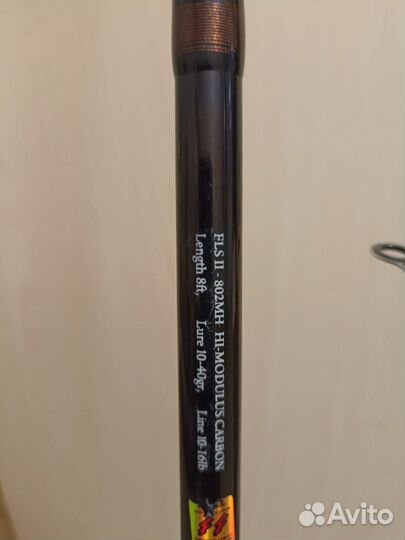 FLS II - 802MH HI-MODULUS CARBON
Length 8ft, Lure 10-40gr, Line 10-16lb
Avito